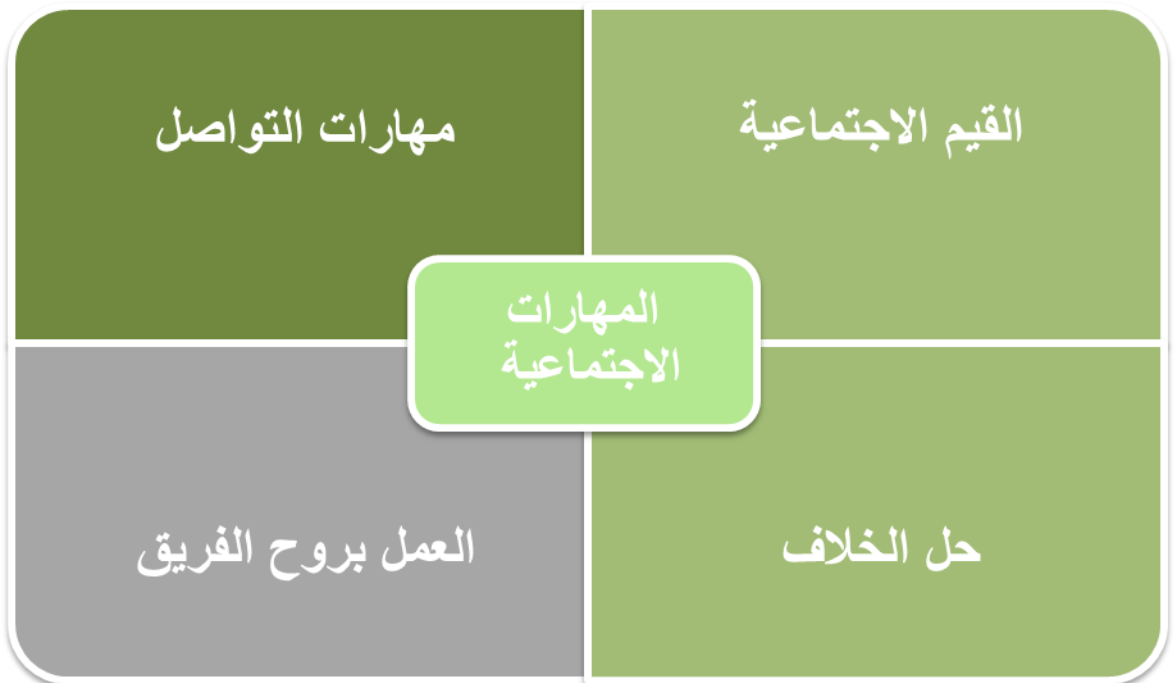 القيم الاجتماعية
مهارات التواصل
المهارات
الاجتماعية
حل الخلاف
العمل بروح الفريق